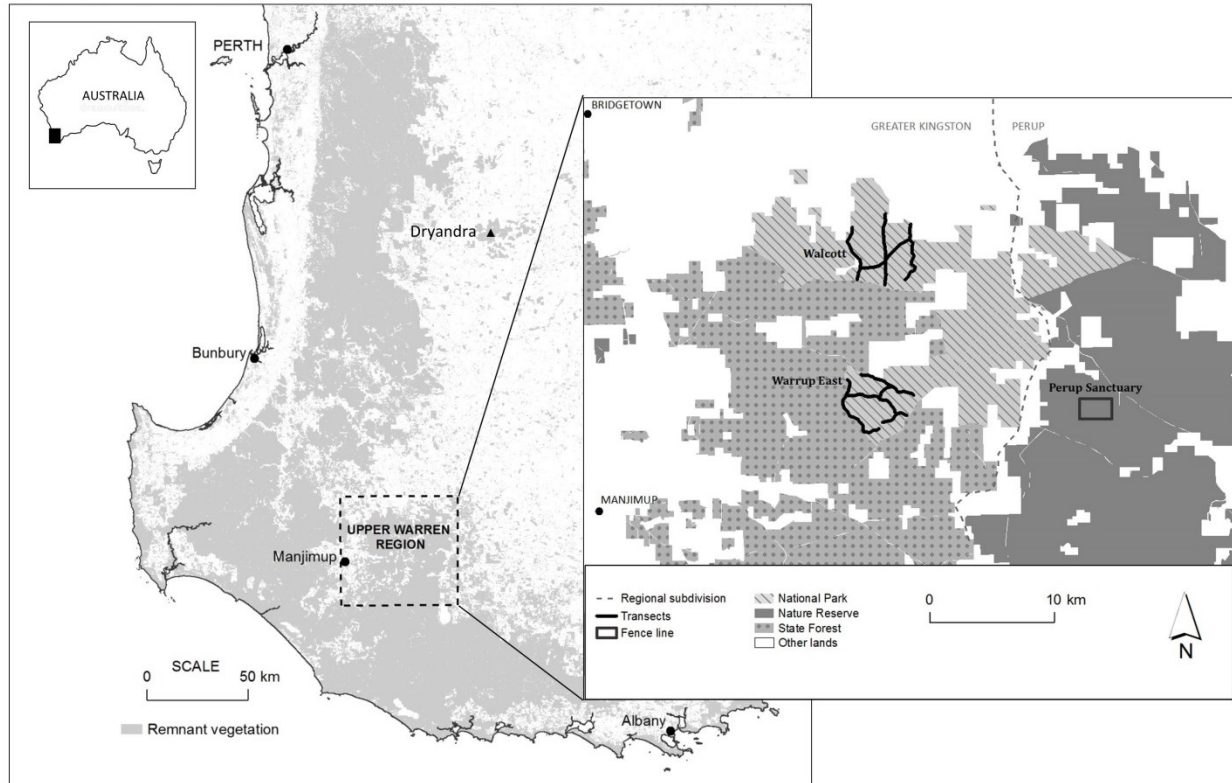 AUSTRALIA
PERTH
Dryandra
Bunbury
UPPER WARREN
REGION
Manjimup
SCALE
0 50 km
Remnant vegetation
Albany
BRIDGETOWN
GREATER KINGSTON PERUP
Walcott
Warrup East
Perup Sanctuary
MANJIMUP
Regional subdivision
Transects
Fence line
National Park
Nature Reserve
State Forest
Other lands
0 10 km
N